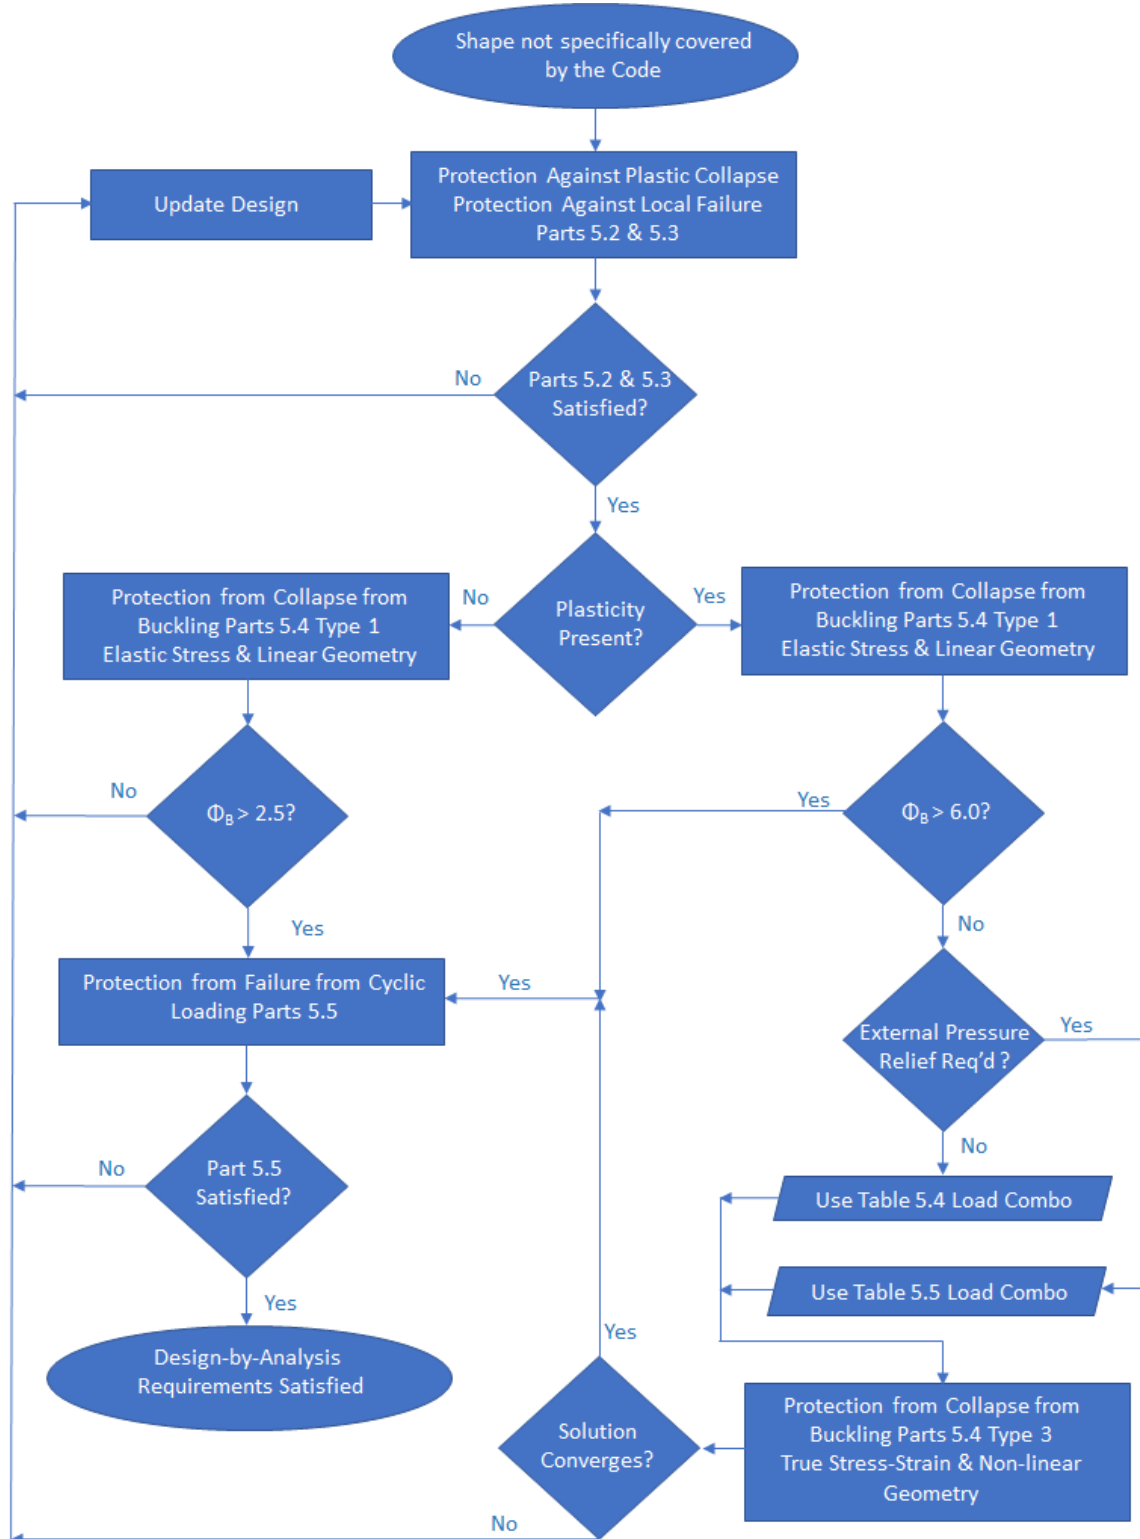 Shape not specifically covered
by the Code
Update Design
Protection Against Plastic Collapse
Protection Against Local Failure
Parts 5.2 & 5.3
No
Parts 5.2 & 5.3
Satisfied?
Yes
Protection from Collapse from
Buckling Parts 5.4 Type 1
Elastic Stress & Linear Geometry
No
Plasticity
Present?
Yes
Protection from Collapse from
Buckling Parts 5.4 Type 1
Elastic Stress & Linear Geometry
No
Φ_B > 2.5?
Yes
Yes
Φ_B > 6.0?
No
Protection from Failure from Cyclic
Loading Parts 5.5
Yes
External Pressure
Relief Req'd ?
Yes
No
No
Part 5.5
Satisfied?
Yes
Use Table 5.4 Load Combo
Use Table 5.5 Load Combo
Design-by-Analysis
Requirements Satisfied
Yes
Solution
Converges?
No
Protection from Collapse from
Buckling Parts 5.4 Type 3
True Stress-Strain & Non-linear
Geometry